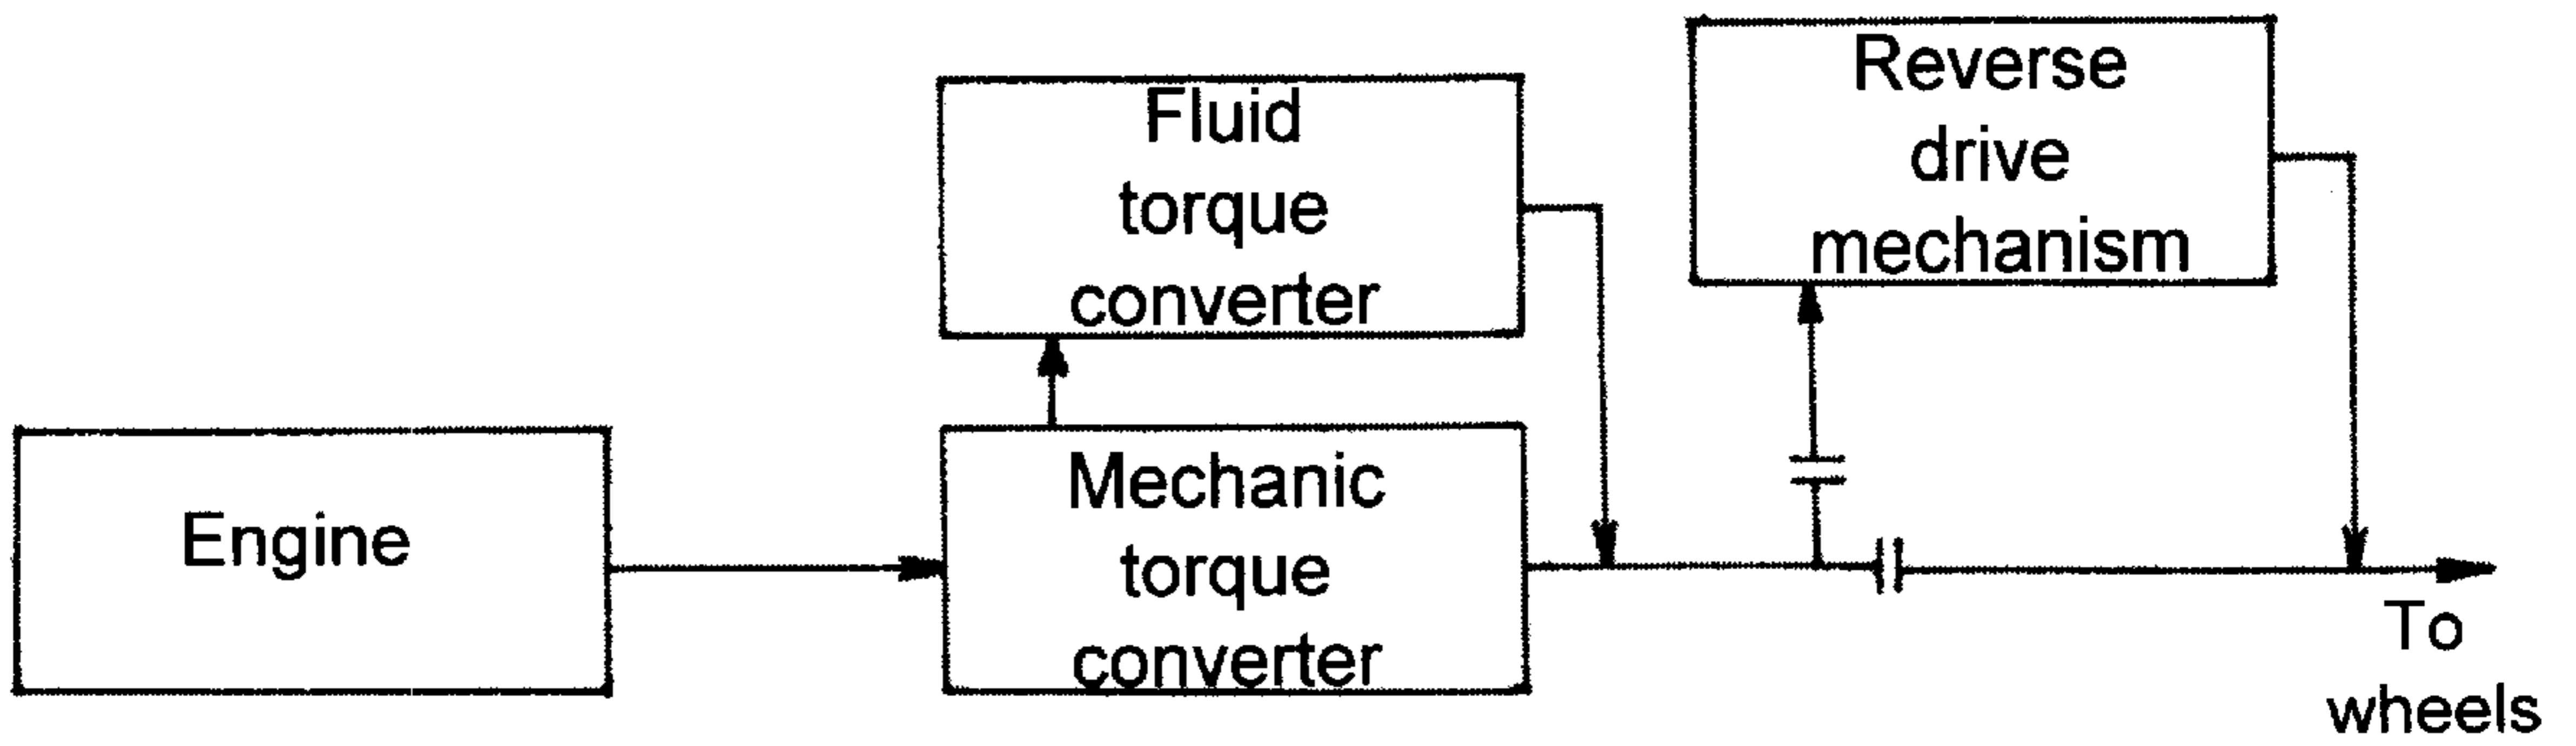 Engine
Fluid
torque
converter
Mechanic
torque
converter
Reverse
drive
mechanism
To
wheels